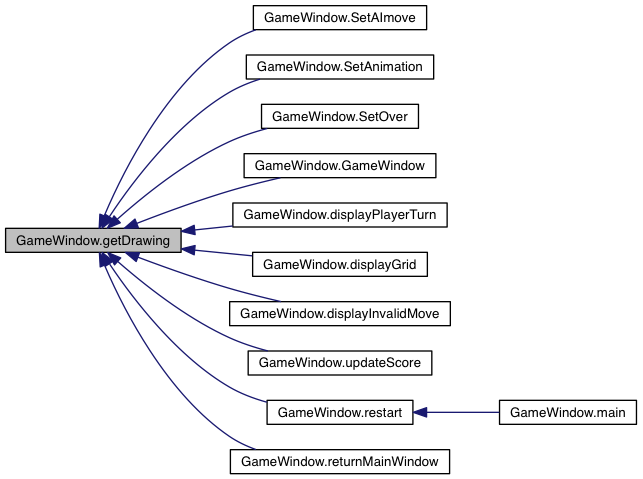 GameWindow.SetAImove
GameWindow.SetAnimation
GameWindow.SetOver
GameWindow.GameWindow
GameWindow.displayPlayerTurn
GameWindow.getDrawing
GameWindow.displayGrid
GameWindow.displayInvalidMove
GameWindow.updateScore
GameWindow.restart
GameWindow.main
GameWindow.returnMainWindow